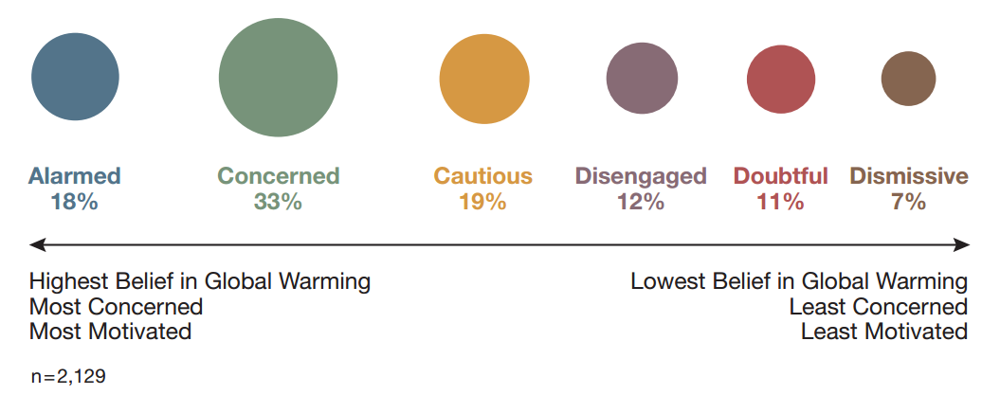 Alarmed
18%
Concerned
33%
Cautious
19%
Disengaged
12%
Doubtful
11%
Dismissive
7%
Highest Belief in Global Warming
Most Concerned
Most Motivated
Lowest Belief in Global Warming
Least Concerned
Least Motivated
n=2,129